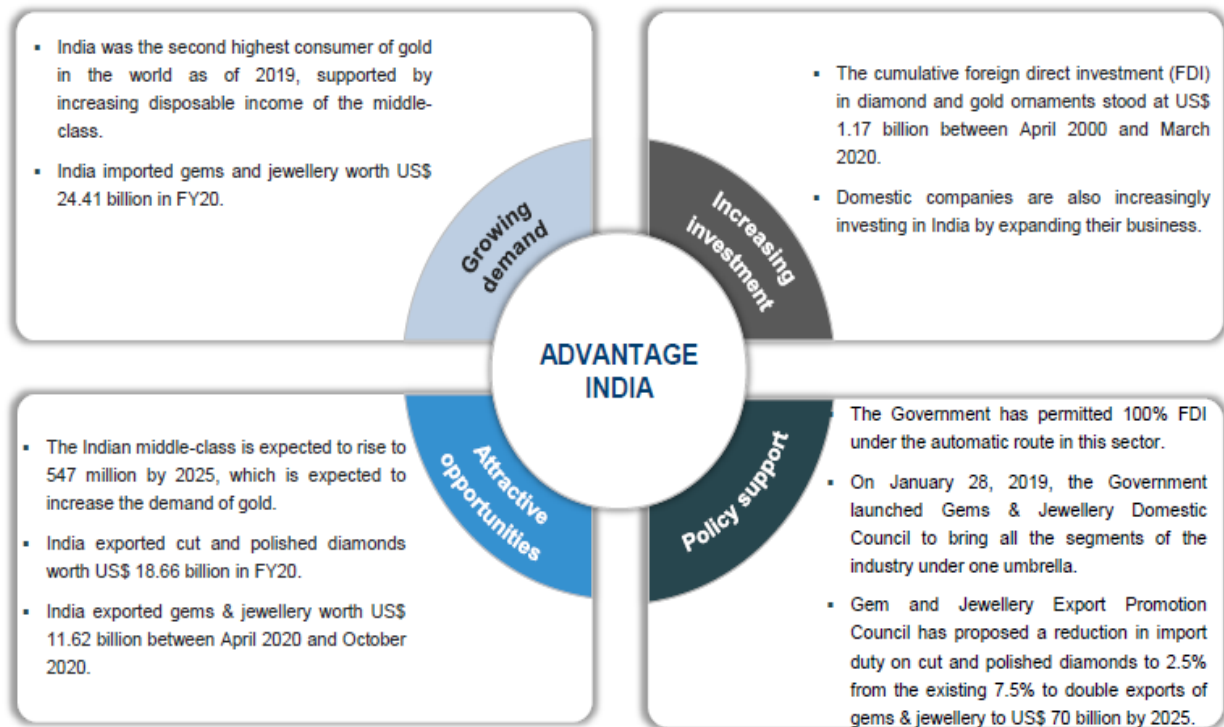 ▪ India was the second highest consumer of gold
in the world as of 2019, supported by
increasing disposable income of the middle-
class.
▪ India imported gems and jewellery worth US$
24.41 billion in FY20.
Growing
demand
▪ The cumulative foreign direct investment (FDI)
in diamond and gold ornaments stood at US$
1.17 billion between April 2000 and March
2020.
▪ Domestic companies are also increasingly
investing in India by expanding their business.
Increasing
investment
ADVANTAGE
INDIA
▪ The Indian middle-class is expected to rise to
547 million by 2025, which is expected to
increase the demand of gold.
▪ India exported cut and polished diamonds
worth US$ 18.66 billion in FY20.
▪ India exported gems & jewellery worth US$
11.62 billion between April 2020 and October
2020.
Attractive
opportunities
▪ The Government has permitted 100% FDI
under the automatic route in this sector.
▪ On January 28, 2019, the Government
launched Gems & Jewellery Domestic
Council to bring all the segments of the
industry under one umbrella.
▪ Gem and Jewellery Export Promotion
Council has proposed a reduction in import
duty on cut and polished diamonds to 2.5%
from the existing 7.5% to double exports of
gems & jewellery to US$ 70 billion by 2025.
Policy support